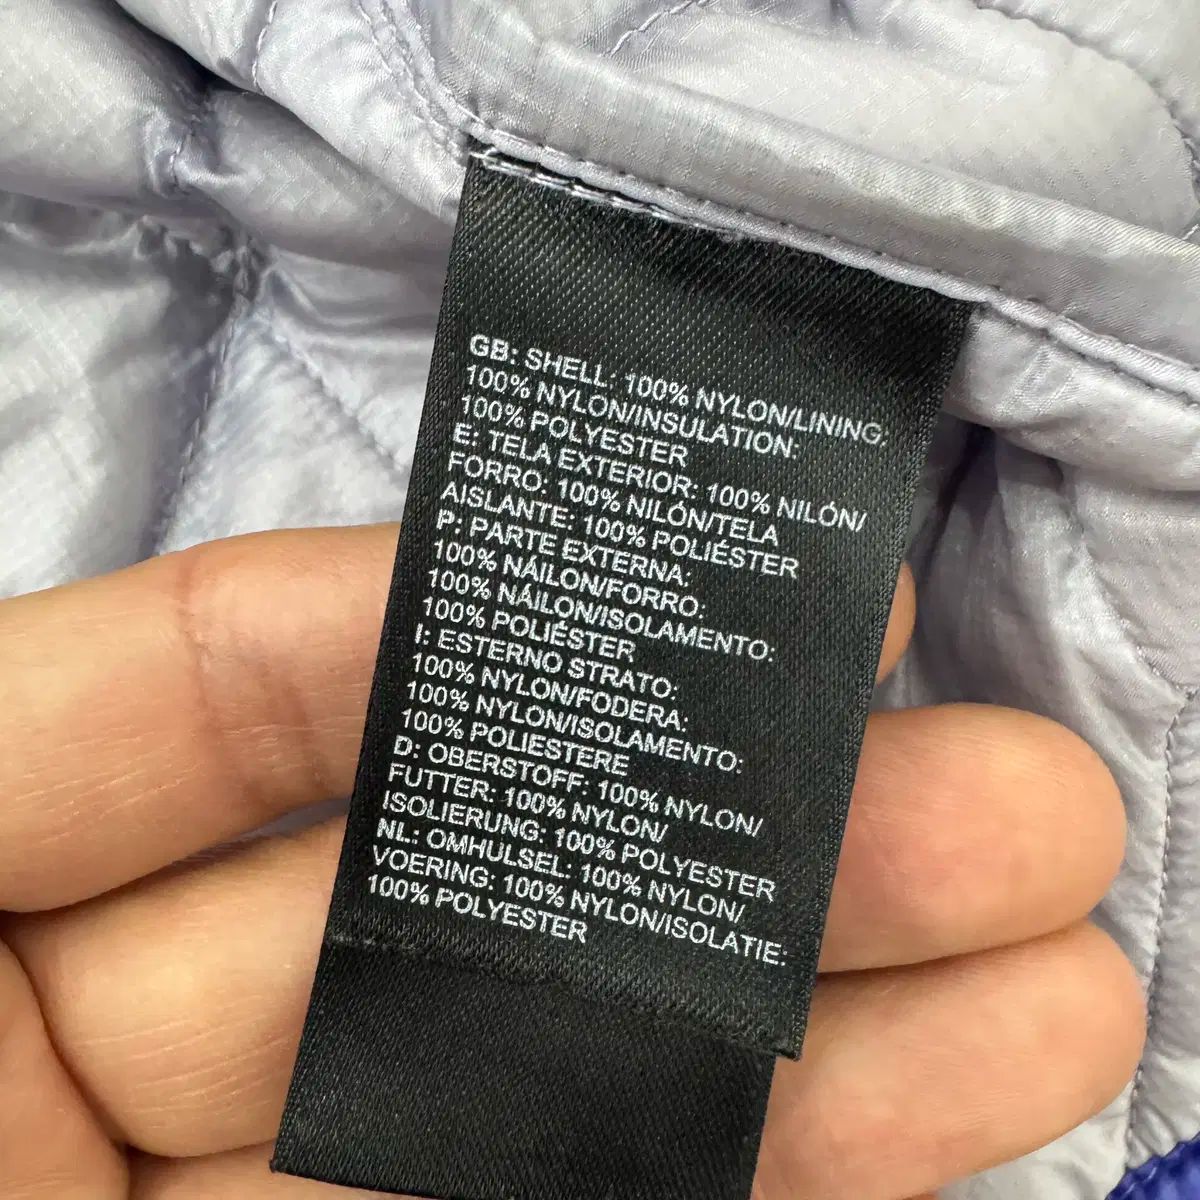 GB: SHELL: 100% NYLON/LINING:
100% NYLON/INSULATION:
100% POLYESTER
E: TELA EXTERIOR: 100% NILÓN/
FORRO: 100% NILÓN/TELA
AISLANTE: 100% POLIÉSTER
P: PARTE EXTERNA:
100% NÁILON/FORRO:
100% NÁILON/ISOLAMENTO:
100% POLIÉSTER
I: ESTERNO STRATO:
100% NYLON/FODERA:
100% NYLON/ISOLAMENTO:
100% POLIESTERE
D: OBERSTOFF: 100% NYLON/
FUTTER: 100% NYLON/
ISOLIERUNG: 100% POLYESTER
NL: OMHULSEL: 100% NYLON/
VOERING: 100% NYLON/ISOLATIE:
100% POLYESTER